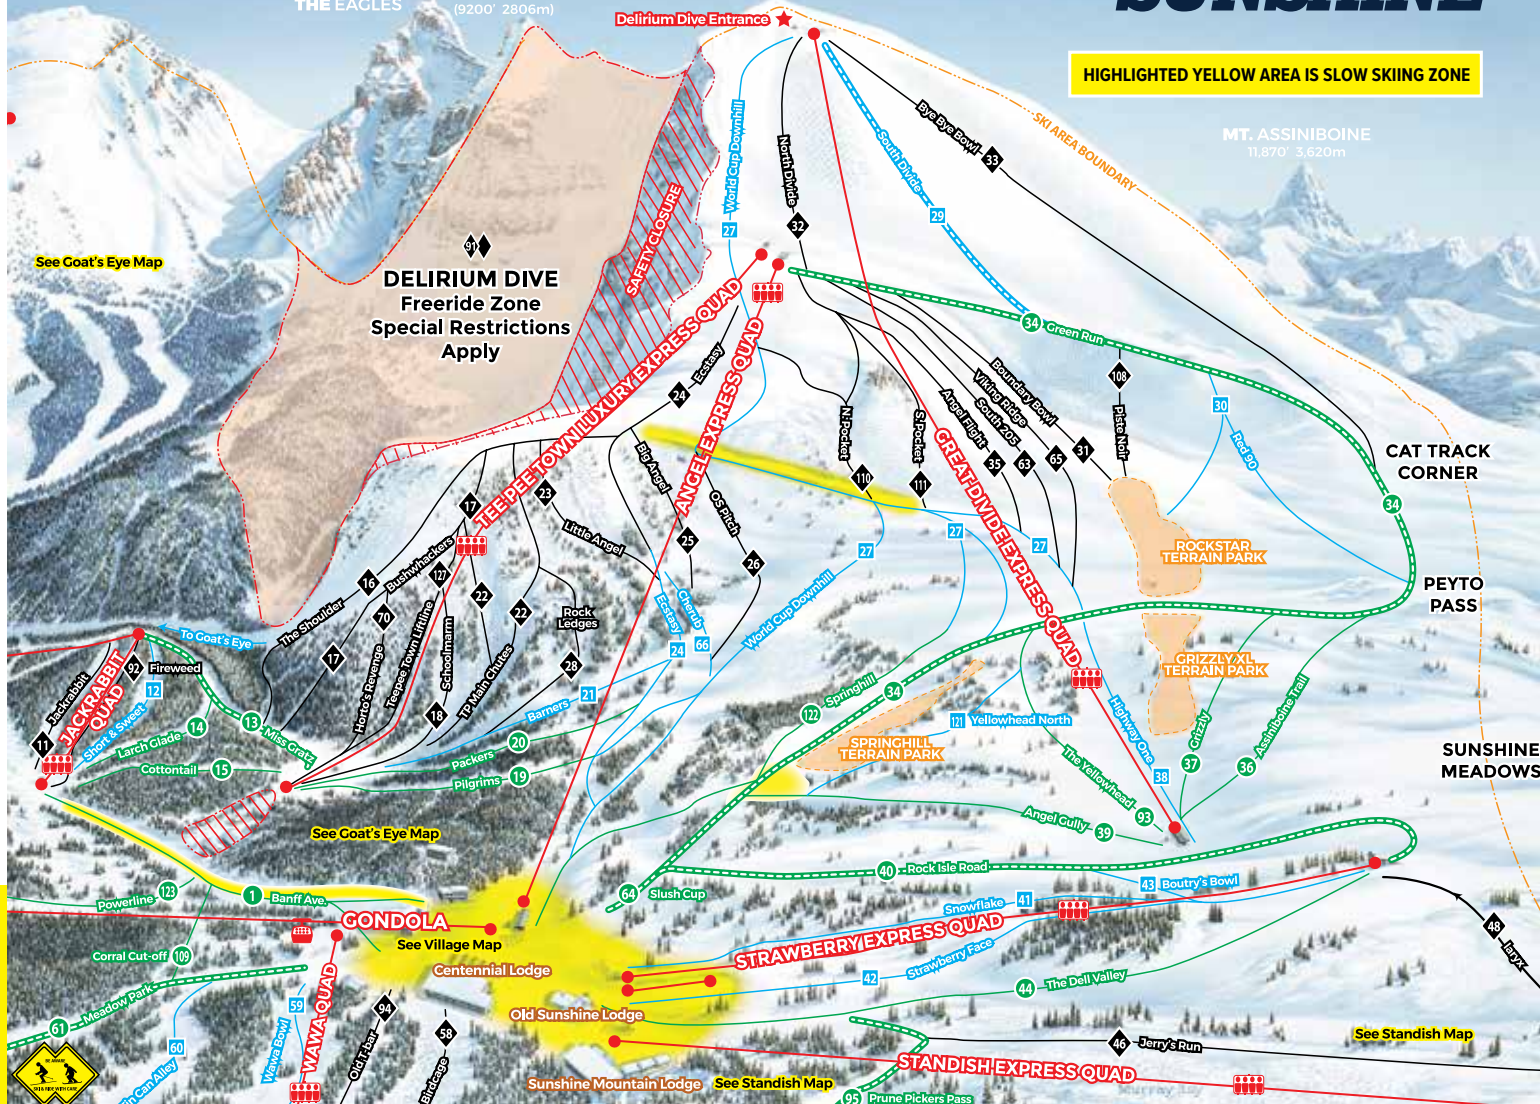 THE EAGLES
(9200' 2806m)
SUNSHINE
Delirium Dive Entrance
HIGHLIGHTED YELLOW AREA IS SLOW SKIING ZONE
SKI AREA BOUNDARY
MT. ASSINIBOINE
11,870' 3,620m
World Cup Downhill
27
North Divide
32
South Divide
29
Bye Bye Bowl
33
See Goat's Eye Map
91
DELIRIUM DIVE
Freeride Zone
Special Restrictions
Apply
SAFETY CLOSURE
TEE PEE TOWN LUXURY EXPRESS QUAD
ANGEL EXPRESS QUAD
GREAT DIVIDE EXPRESS QUAD
34
Green Run
Ecstasy
24
108
Piste Noir
30
Red 90
Boundary Bowl
31
Viking Ridge
65
South 205
63
Angel Flight
35
S. Pocket
111
N. Pocket
110
CAT TRACK
CORNER
34
Big Angel
25
OS Pitch
26
17
23
Little Angel
27
27
27
ROCKSTAR
TERRAIN PARK
PEYTO
PASS
16
Bushwhackers
127
22
22
70
The Shoulder
17
Horto's Revenge
Teepee Town Liftline
Schoolmarm
18
TP Main Chutes
Rock
Ledges
28
Ecstasy
24
Cherub
66
World Cup Downhill
To Goat's Eye
JACKRABBIT
QUAD
Jackrabbit
11
92
Fireweed
12
Short & Sweet
Larch Glade
14
13
Miss Gratz
Cottontail
15
Barners
21
Packers
20
Pilgrims
19
122
Springhill
34
SPRINGHILL
TERRAIN PARK
121
Yellowhead North
GRIZZLY XL
TERRAIN PARK
Highway One
38
Grizzly
37
Assiniboine Trail
36
SUNSHINE
MEADOWS
The Yellowhead
93
Angel Gully
39
See Goat's Eye Map
40
Rock Isle Road
43
Boutry's Bowl
64
Slush Cup
Powerline
123
1
Banff Ave.
GONDOLA
See Village Map
Snowflake
41
STRAWBERRY EXPRESS QUAD
Strawberry Face
42
48
Jaryx
Corral Cut-off
109
Centennial Lodge
44
The Dell Valley
Meadow Park
61
WAWA QUAD
59
Wawa Bowl
60
Tin Can Alley
94
Old T-bar
58
Birdcage
Old Sunshine Lodge
See Standish Map
46
Jerry's Run
STANDISH EXPRESS QUAD
Sunshine Mountain Lodge
See Standish Map
95
Prune Pickers Pass
BE AWARE
SKI & RIDE WITH CARE